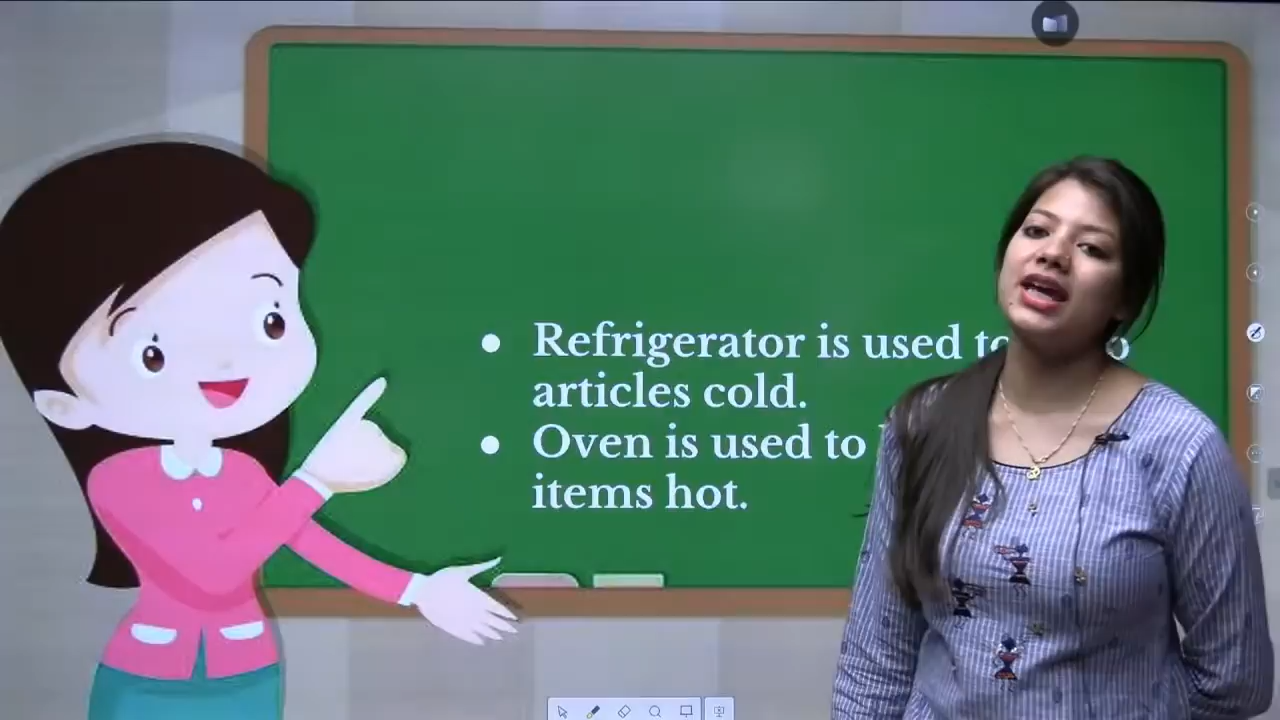 Refrigerator is used to
articles cold.
Oven is used to
items hot.